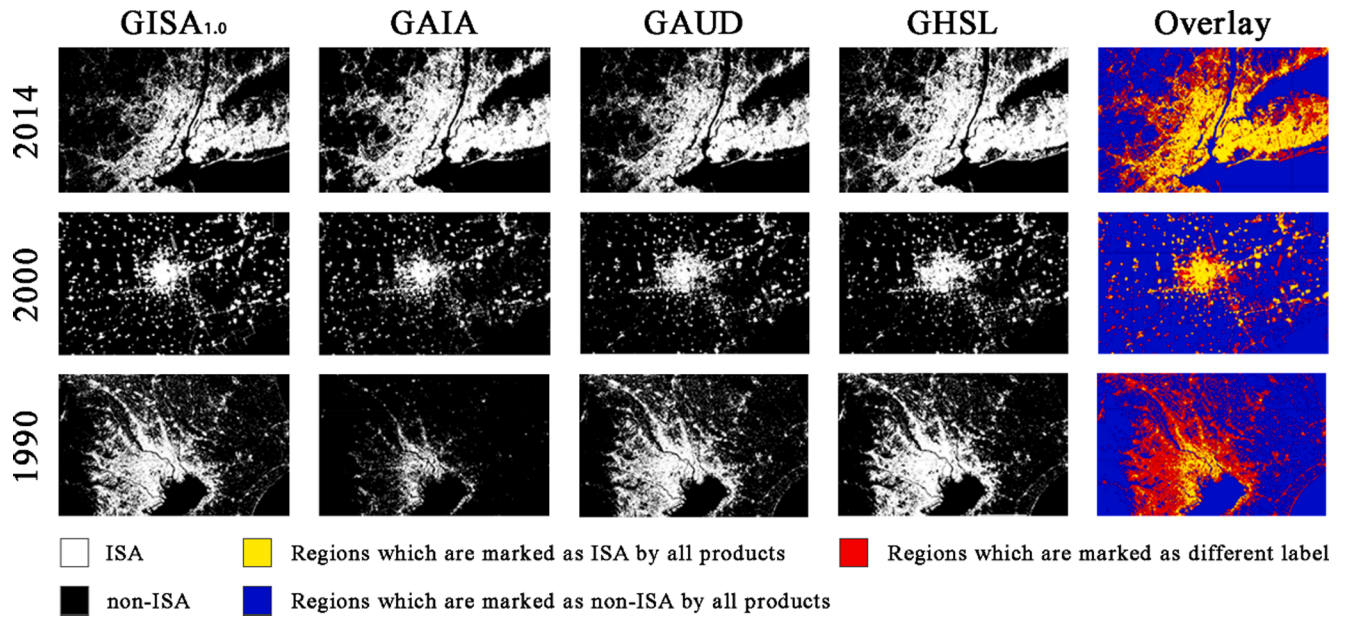 GISA1.0 GAIA GAUD GHSL Overlay
2014
2000
1990
ISA Regions which are marked as ISA by all products Regions which are marked as different label
non-ISA Regions which are marked as non-ISA by all products